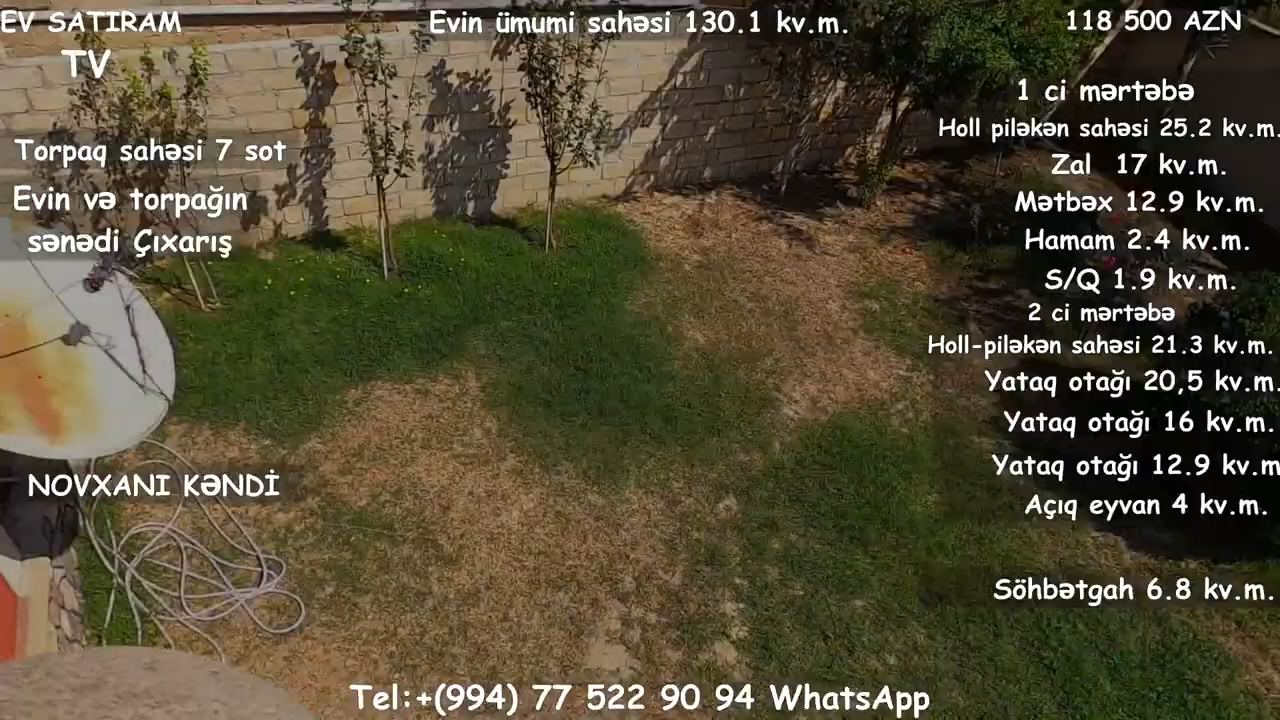 EV SATIRAM
TV
Evin ümumi sahəsi 130.1 kv.m.
118 500 AZN
Torpaq sahəsi 7 sot
Evin və torpağın
sənədi Çıxarış
NOVXANI KƏNDİ
1 ci mərtəbə
Holl piləkən sahəsi 25.2 kv.m.
Zal 17 kv.m.
Mətbəx 12.9 kv.m.
Hamam 2.4 kv.m.
S/Q 1.9 kv.m.
2 ci mərtəbə
Holl-piləkən sahəsi 21.3 kv.m.
Yataq otağı 20,5 kv.m.
Yataq otağı 16 kv.m.
Yataq otağı 12.9 kv.m
Açıq eyvan 4 kv.m.
Söhbətgah 6.8 kv.m.
Tel:+(994) 77 522 90 94 WhatsApp